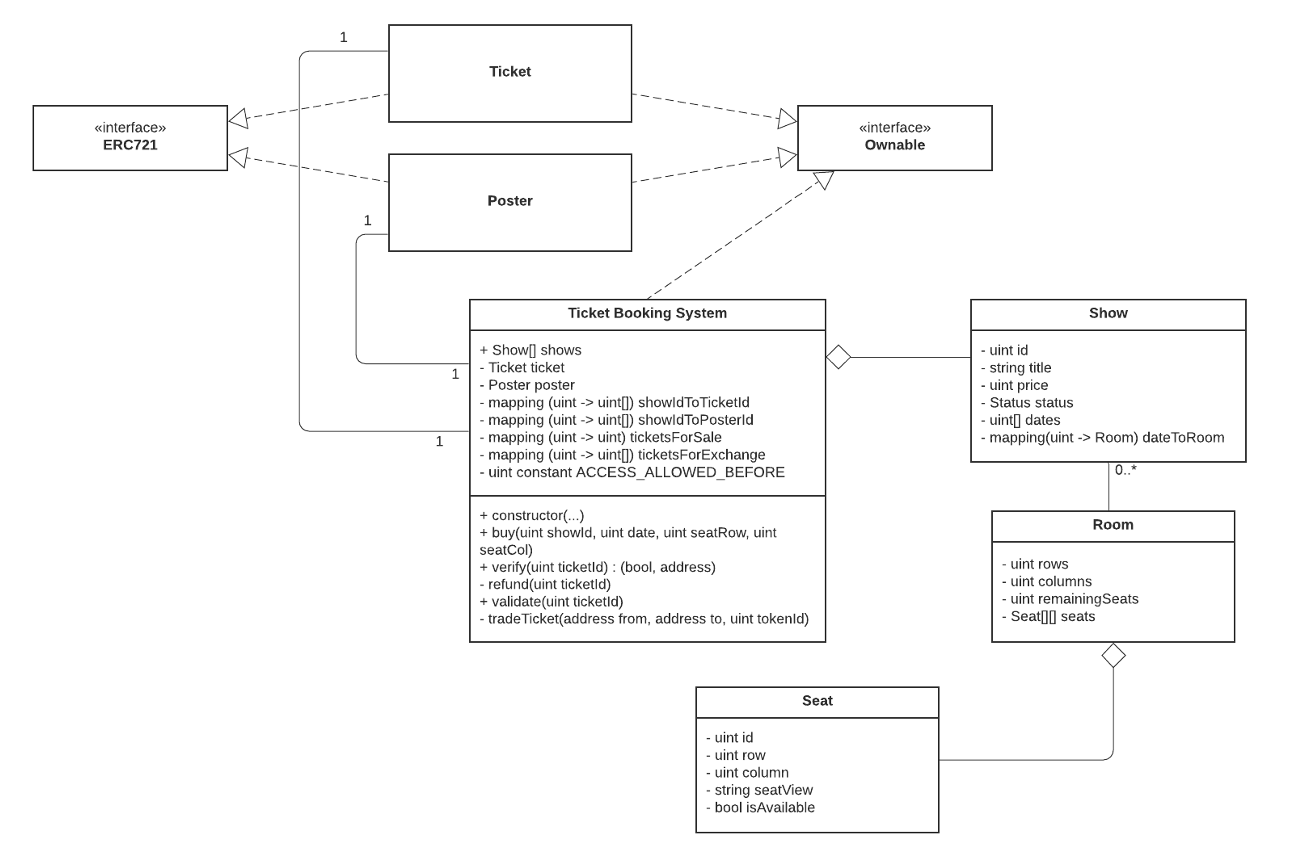 1
Ticket
«interface»
ERC721
«interface»
Ownable
Poster
1
Ticket Booking System
+ Show[] shows
- Ticket ticket
- Poster poster
- mapping (uint -> uint[]) showIdToTicketId
- mapping (uint -> uint[]) showIdToPosterId
- mapping (uint -> uint) ticketsForSale
- mapping (uint -> uint[]) ticketsForExchange
- uint constant ACCESS_ALLOWED_BEFORE
1
1
+ constructor(...)
+ buy(uint showId, uint date, uint seatRow, uint
seatCol)
+ verify(uint ticketId) : (bool, address)
- refund(uint ticketId)
+ validate(uint ticketId)
- tradeTicket(address from, address to, uint tokenId)
Show
- uint id
- string title
- uint price
- Status status
- uint[] dates
- mapping(uint -> Room) dateToRoom
0..*
Room
- uint rows
- uint columns
- uint remainingSeats
- Seat[][] seats
Seat
- uint id
- uint row
- uint column
- string seatView
- bool isAvailable